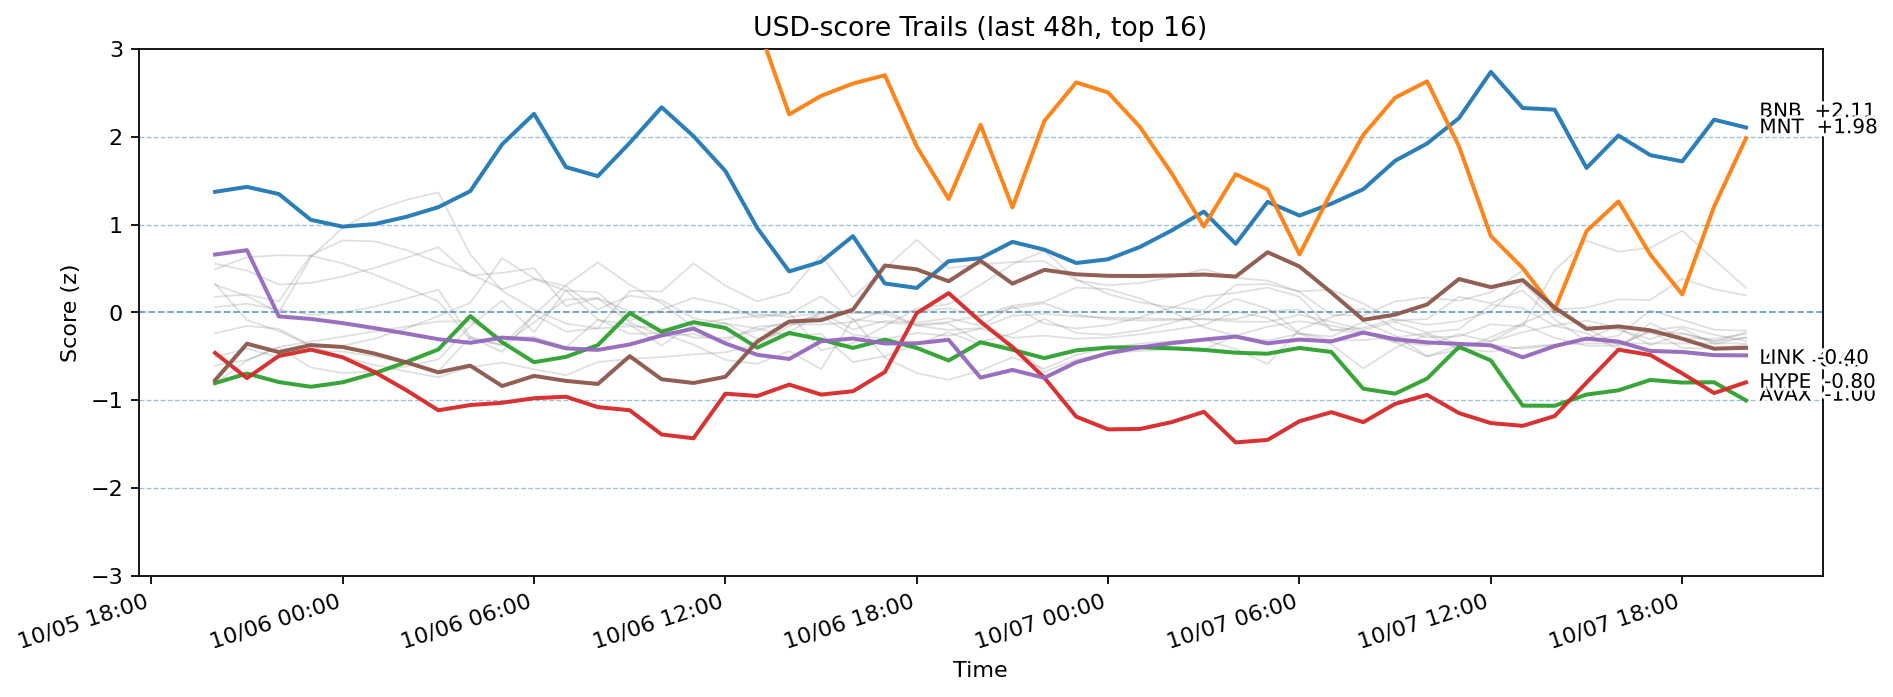 USD-score Trails (last 48h, top 16)
Score (z)
3
2
1
0
−1
−2
−3
BNB +2.11
MNT +1.98
LINK -0.40
HYPE -0.80
AVAX -1.00
10/05 18:00
10/06 00:00
10/06 06:00
10/06 12:00
10/06 18:00
10/07 00:00
10/07 06:00
10/07 12:00
10/07 18:00
Time